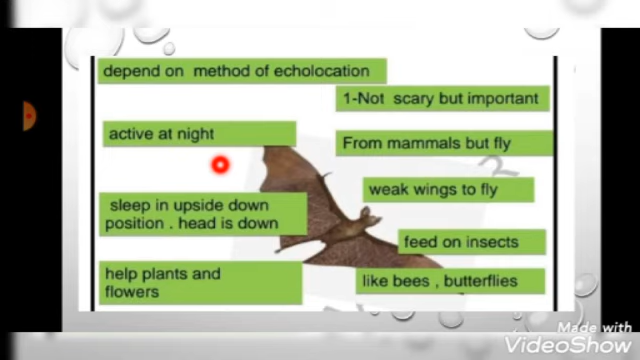 depend on method of echolocation
1-Not scary but important
active at night
From mammals but fly
weak wings to fly
sleep in upside down
position . head is down
feed on insects
help plants and
flowers
like bees , butterflies
Made with
VideoShow